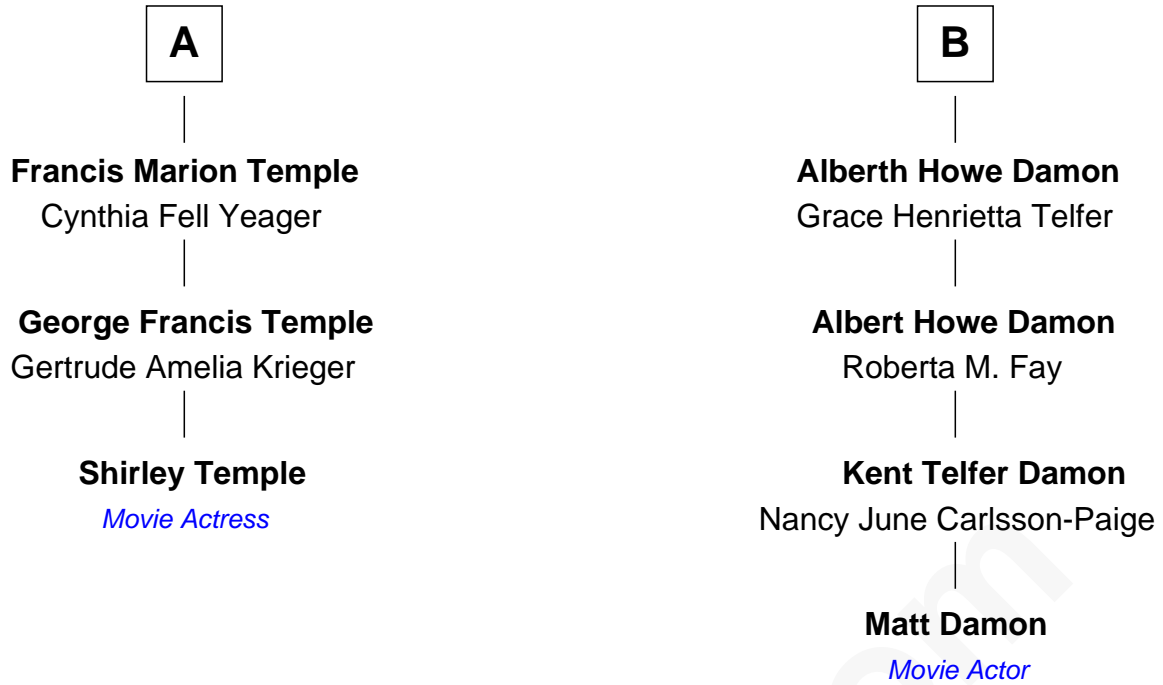 A
Francis Marion Temple
Cynthia Fell Yeager
George Francis Temple
Gertrude Amelia Krieger
Shirley Temple
Movie Actress
B
Alberth Howe Damon
Grace Henrietta Telfer
Albert Howe Damon
Roberta M. Fay
Kent Telfer Damon
Nancy June Carlsson-Paige
Matt Damon
Movie Actor